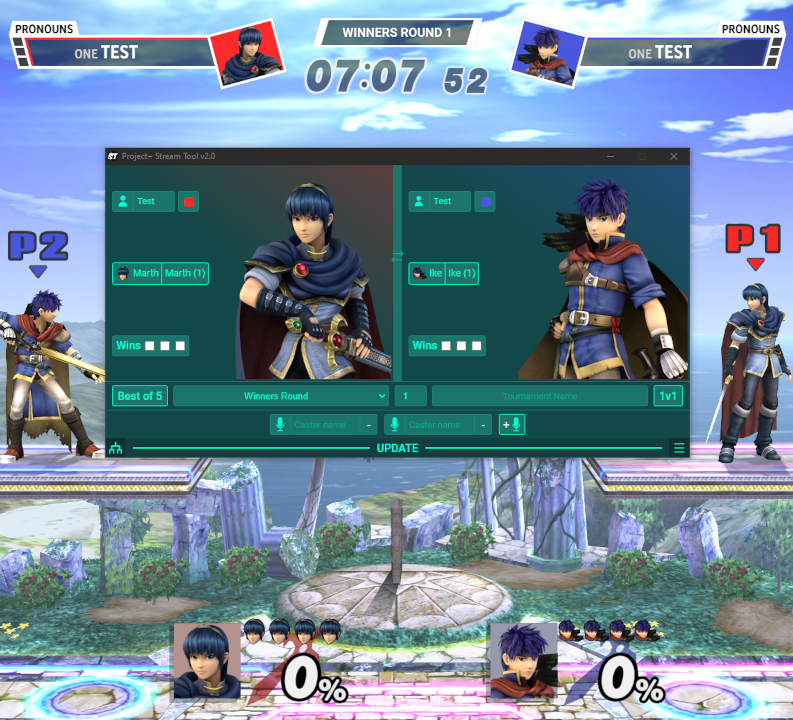 PRONOUNS
ONE TEST
WINNERS ROUND 1
PRONOUNS
ONE TEST
07:07 52
ST Project+ Stream Tool v2.0
Test
Test
P2
P1
Marth Marth (1)
Ike Ike (1)
Wins
Wins
Best of 5
Winners Round
1
Tournament Name
1v1
Caster name -
Caster name -
+
UPDATE
0%
0%